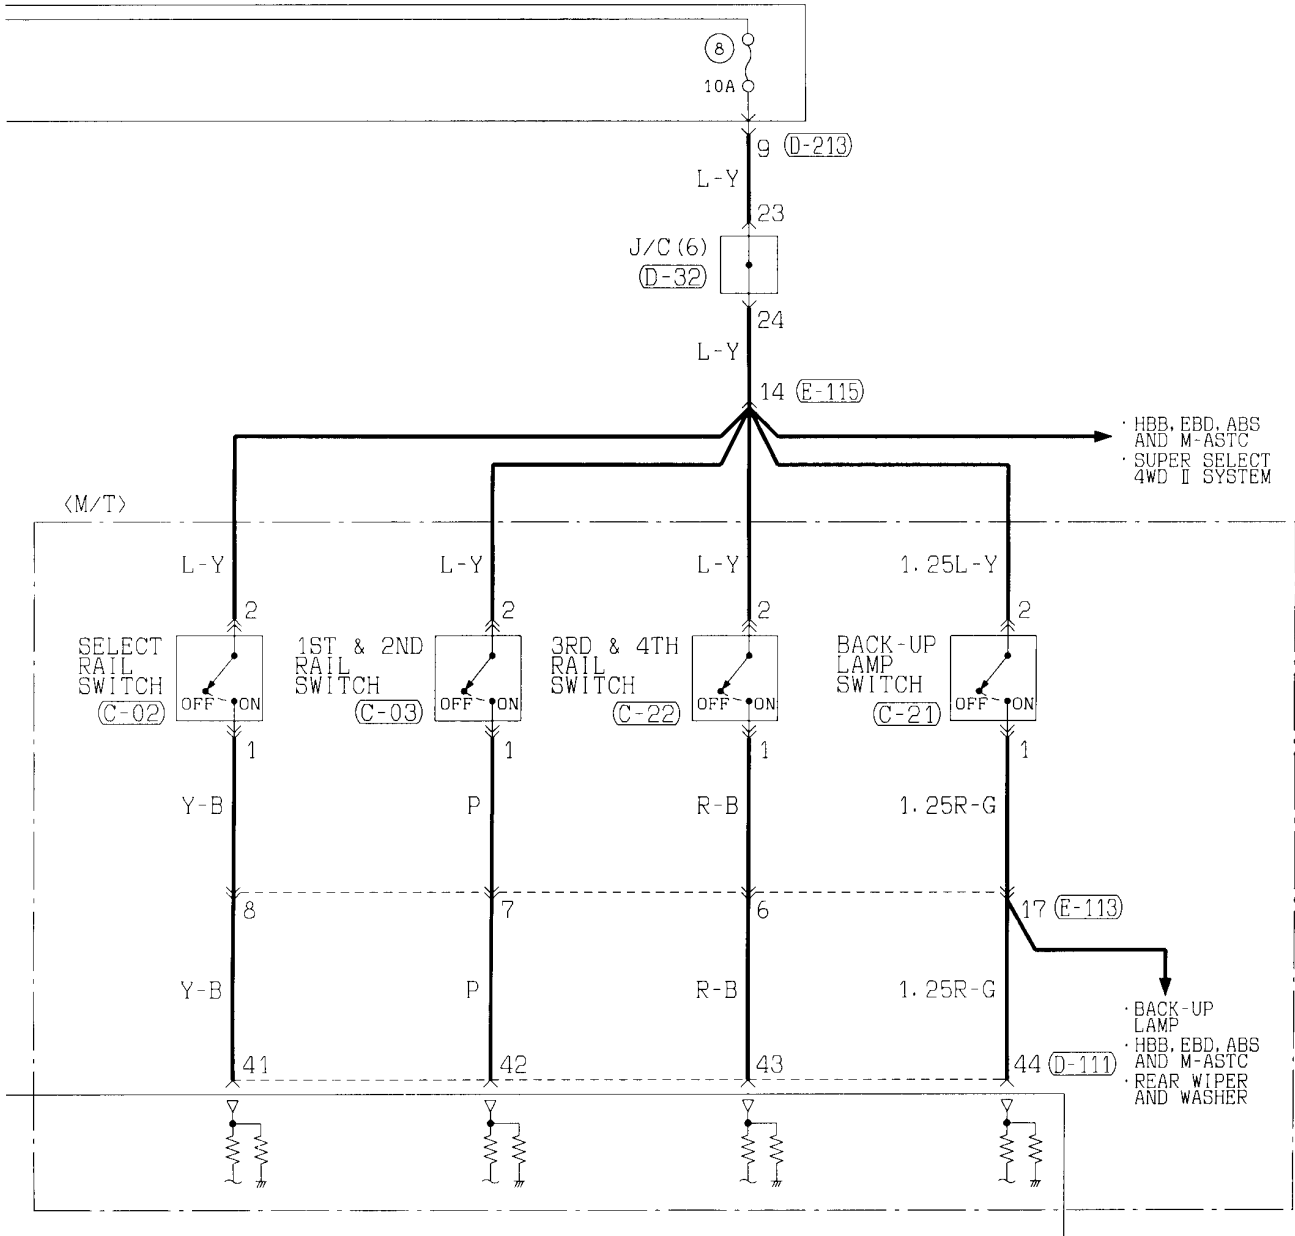 8
10A
9 D-213
L-Y
23
J/C (6)
D-32
24
L-Y
14 E-115
· HBB, EBD, ABS
AND M-ASTC
· SUPER SELECT
4WD Ⅱ SYSTEM
〈M/T〉
L-Y L-Y L-Y 1.25L-Y
2 2 2 2
SELECT
RAIL
SWITCH
C-02
OFF ON
1ST & 2ND
RAIL
SWITCH
C-03
OFF ON
3RD & 4TH
RAIL
SWITCH
C-22
OFF ON
BACK-UP
LAMP
SWITCH
C-21
OFF ON
1 1 1 1
Y-B P R-B 1.25R-G
8 7 6 17 E-113
Y-B P R-B 1.25R-G
· BACK-UP
LAMP
· HBB, EBD, ABS
AND M-ASTC
· REAR WIPER
AND WASHER
41 42 43 44 D-111